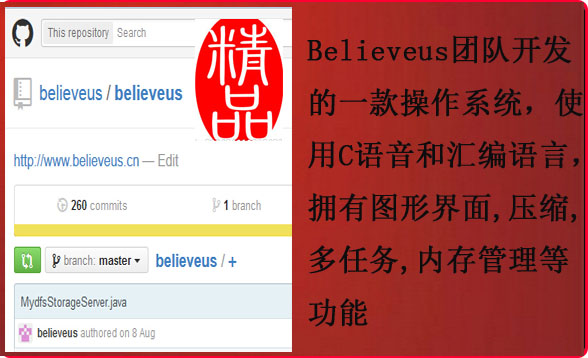 This repository Search
精品
believeus / believeus
http://www.believeus.cn — Edit
260 commits 1 branch
branch: master believeus / +
MydfsStorageServer.java
believeus authored on 8 Aug
Believeus团队开发
的一款操作系统，使
用C语音和汇编语言，
拥有图形界面,压缩,
多任务,内存管理等
功能